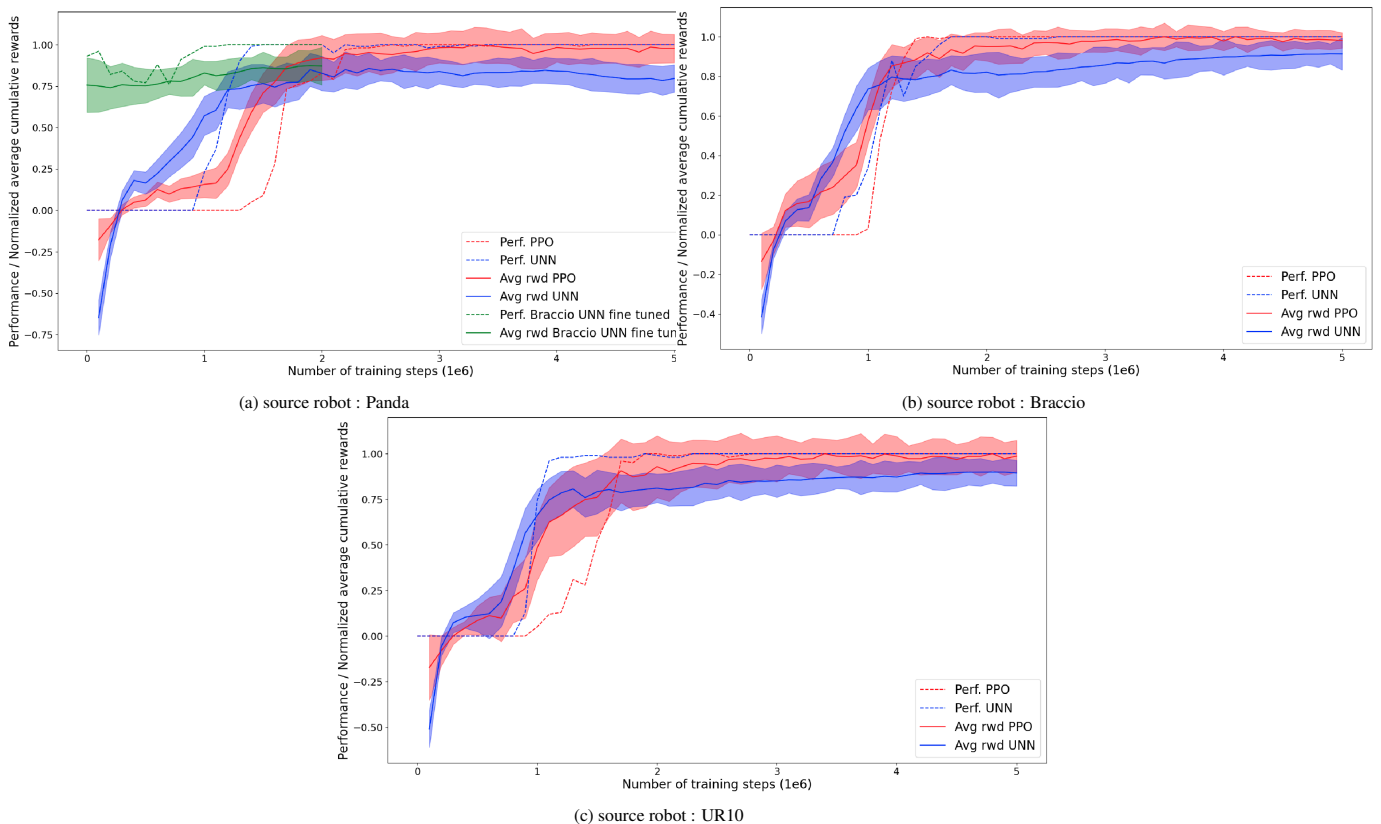 Performance / Normalized average cumulative rewards
1.00
0.75
0.50
0.25
0.00
−0.25
−0.50
−0.75
Perf. PPO
Perf. UNN
Avg rwd PPO
Avg rwd UNN
Perf. Braccio UNN fine tuned
Avg rwd Braccio UNN fine tun
0 1 2 3 4 5
Number of training steps (1e6)
(a) source robot : Panda
Performance / Normalized average cumulative rewards
1.0
0.8
0.6
0.4
0.2
0.0
−0.2
−0.4
Perf. PPO
Perf. UNN
Avg rwd PPO
Avg rwd UNN
0 1 2 3 4 5
Number of training steps (1e6)
(b) source robot : Braccio
Performance / Normalized average cumulative rewards
1.00
0.75
0.50
0.25
0.00
−0.25
−0.50
Perf. PPO
Perf. UNN
Avg rwd PPO
Avg rwd UNN
0 1 2 3 4 5
Number of training steps (1e6)
(c) source robot : UR10